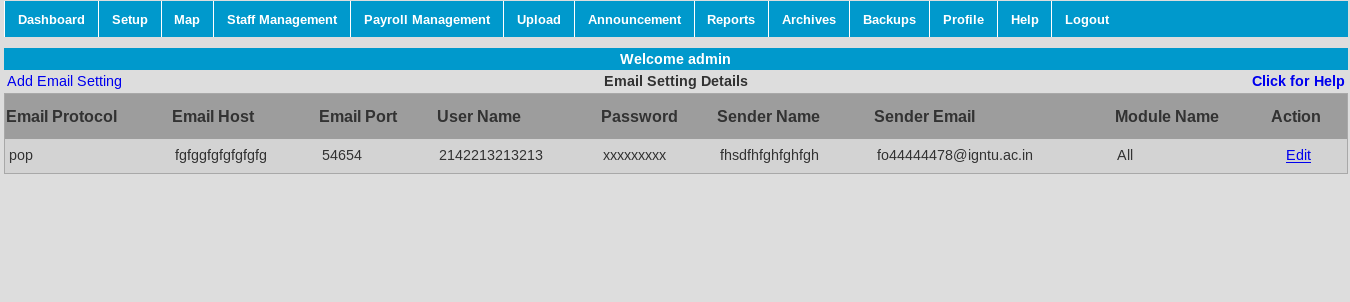 Dashboard Setup Map Staff Management Payroll Management Upload Announcement Reports Archives Backups Profile Help Logout
Welcome admin
Add Email Setting Email Setting Details Click for Help
Email Protocol Email Host Email Port User Name Password Sender Name Sender Email Module Name Action
pop fgfggfgfgfgfgfg 54654 2142213213213 xxxxxxxxx fhsdfhfghfghfgh fo44444478@igntu.ac.in All Edit